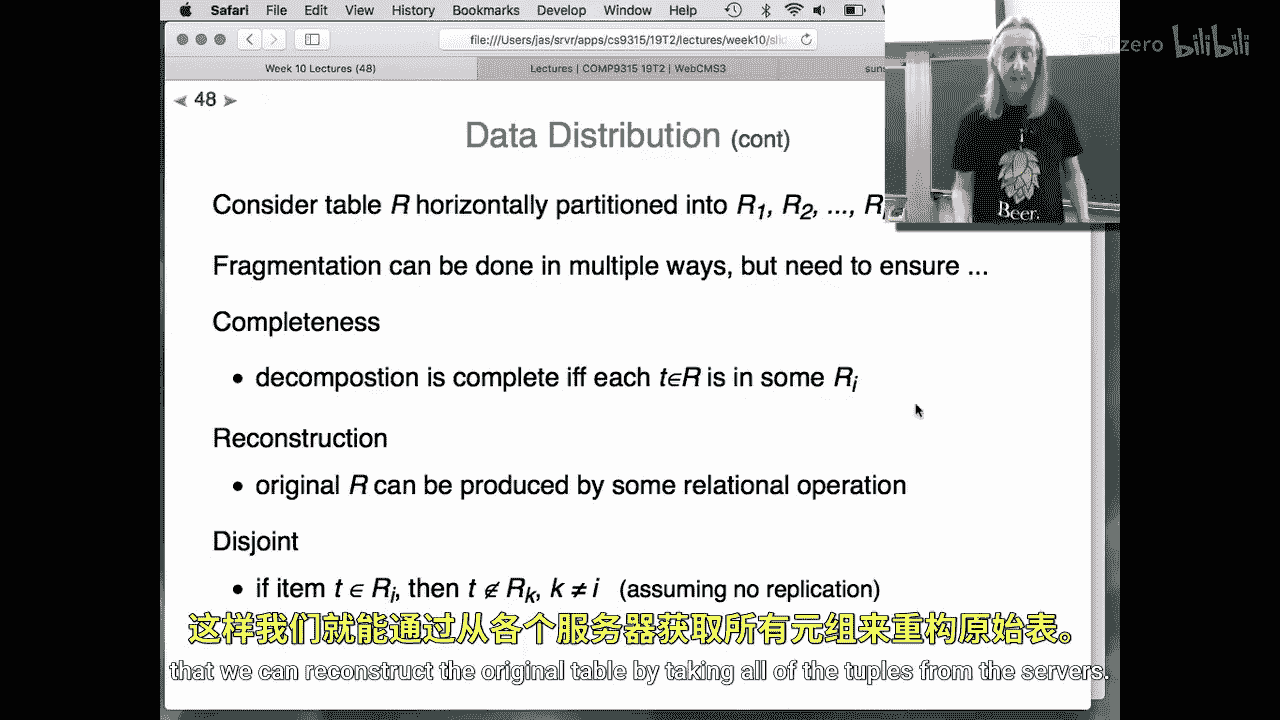 Safari File Edit View History Bookmarks Develop Window Help
file:///Users/jas/srvr/apps/cs9315/19T2/lectures/week10/slid
zero bilibili
Week 10 Lectures (48) Lectures | COMP9315 19T2 | WebCMS3
48
Data Distribution (cont)
Consider table R horizontally partitioned into R1, R2, ...,
Fragmentation can be done in multiple ways, but need to ensure ...
Completeness
• decompostion is complete iff each t∈R is in some Ri
Reconstruction
• original R can be produced by some relational operation
Disjoint
• if item t ∈ Ri, then t ∉ Rk, k ≠ i (assuming no replication)
Beer.
这样我们就能通过从各个服务器获取所有元组来重构原始表。
that we can reconstruct the original table by taking all of the tuples from the servers.